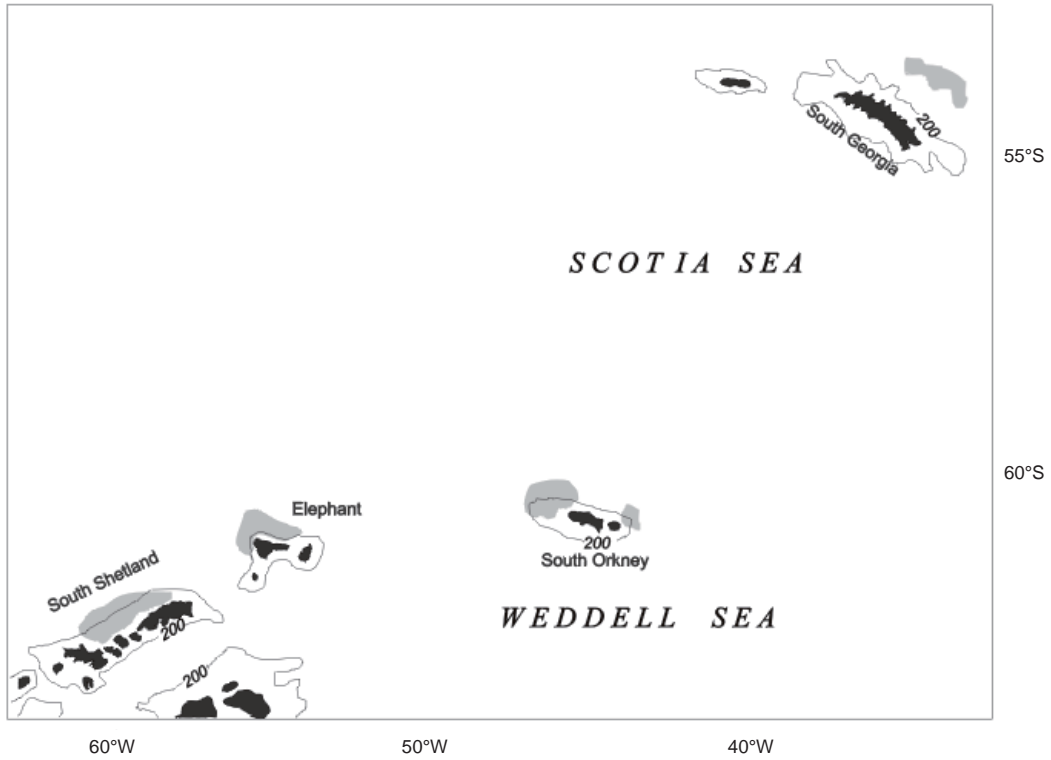 200
South Georgia
55°S
SCOTIA SEA
60°S
Elephant
200
South Orkney
South Shetland
200
WEDDELL SEA
200
60°W
50°W
40°W